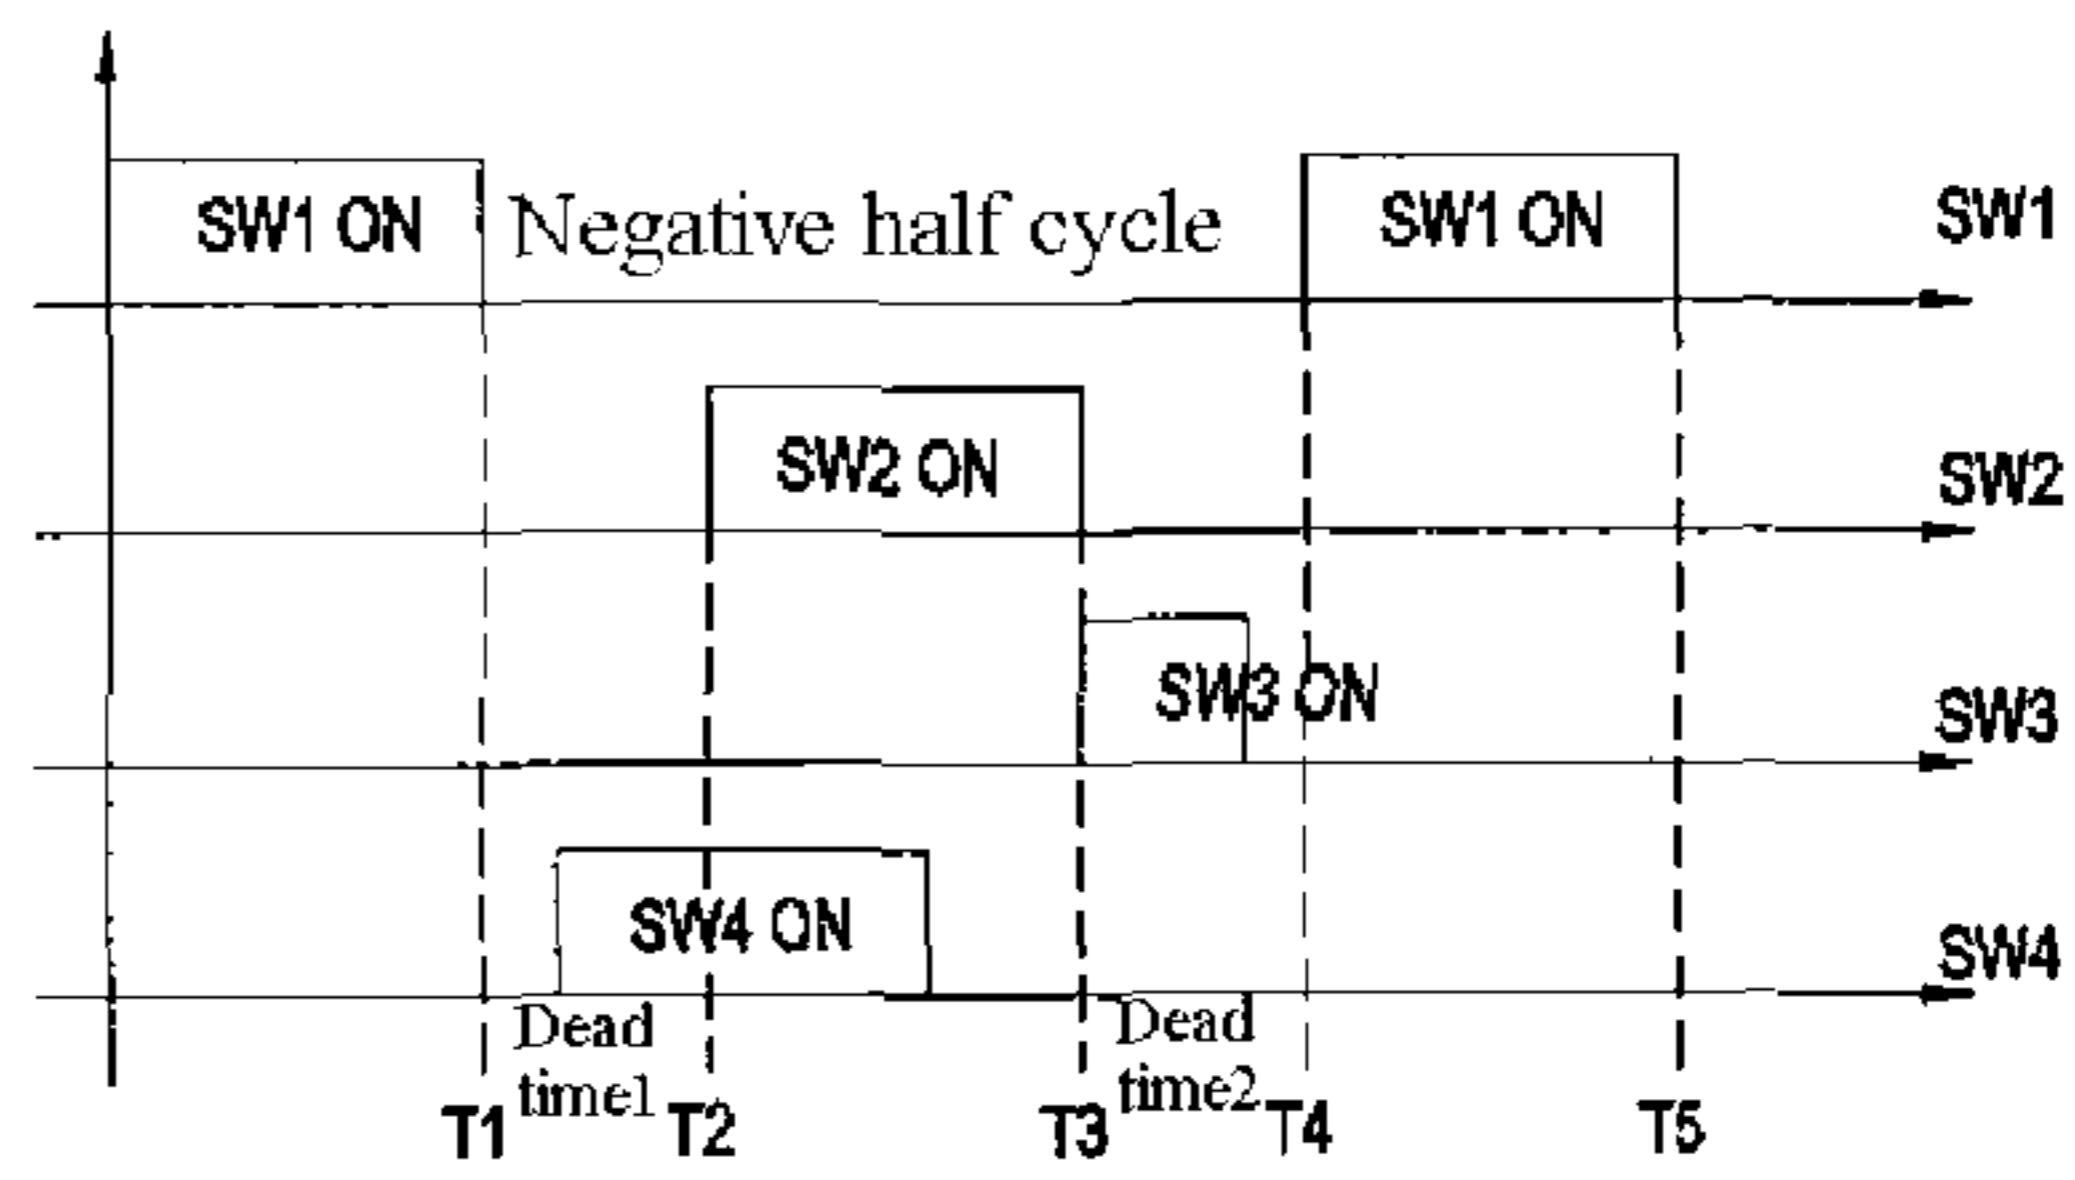 SW1 ON
Negative half cycle
SW1 ON
SW1
SW2 ON
SW2
SW3 ON
SW3
SW4 ON
SW4
Dead
time1
Dead
time2
T1
T2
T3
T4
T5